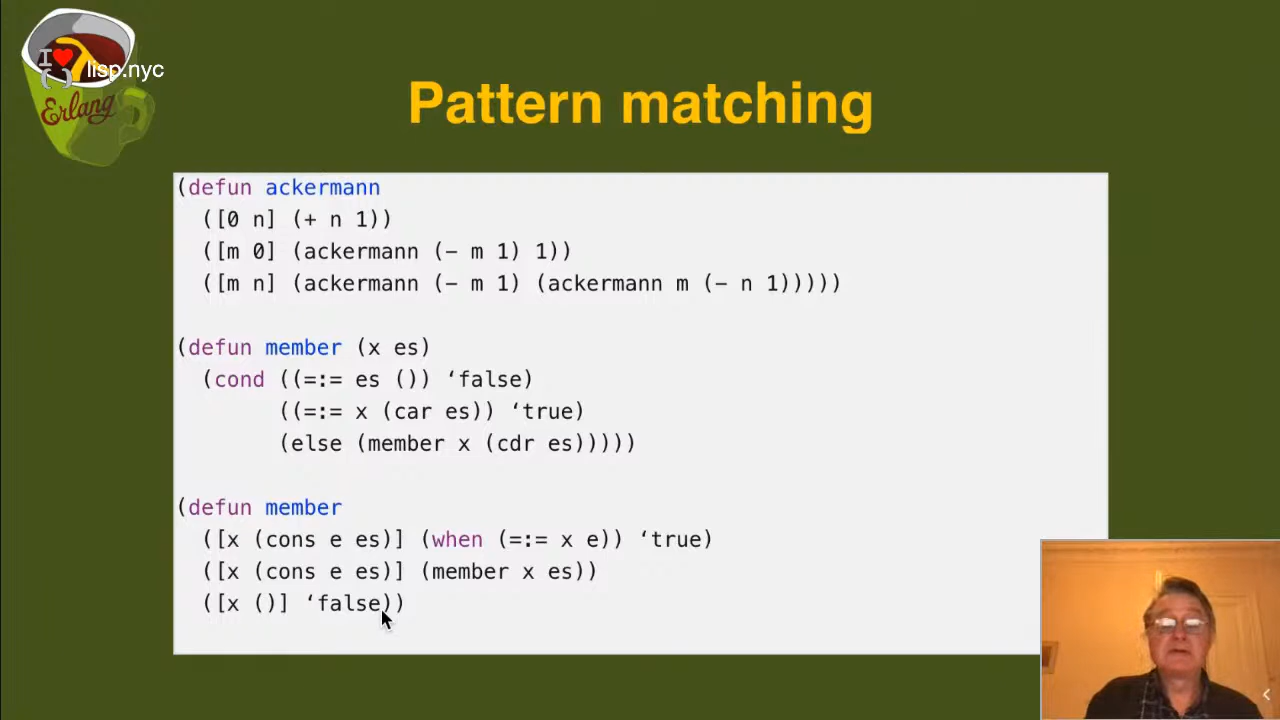 I ❤ lisp.nyc
()
Erlang
Pattern matching
(defun ackermann
([0 n] (+ n 1))
([m 0] (ackermann (- m 1) 1))
([m n] (ackermann (- m 1) (ackermann m (- n 1)))))
(defun member (x es)
(cond ((=:= es ()) ‘false)
((=:= x (car es)) ‘true)
(else (member x (cdr es)))))
(defun member
([x (cons e es)] (when (=:= x e)) ‘true)
([x (cons e es)] (member x es))
([x ()] ‘false))